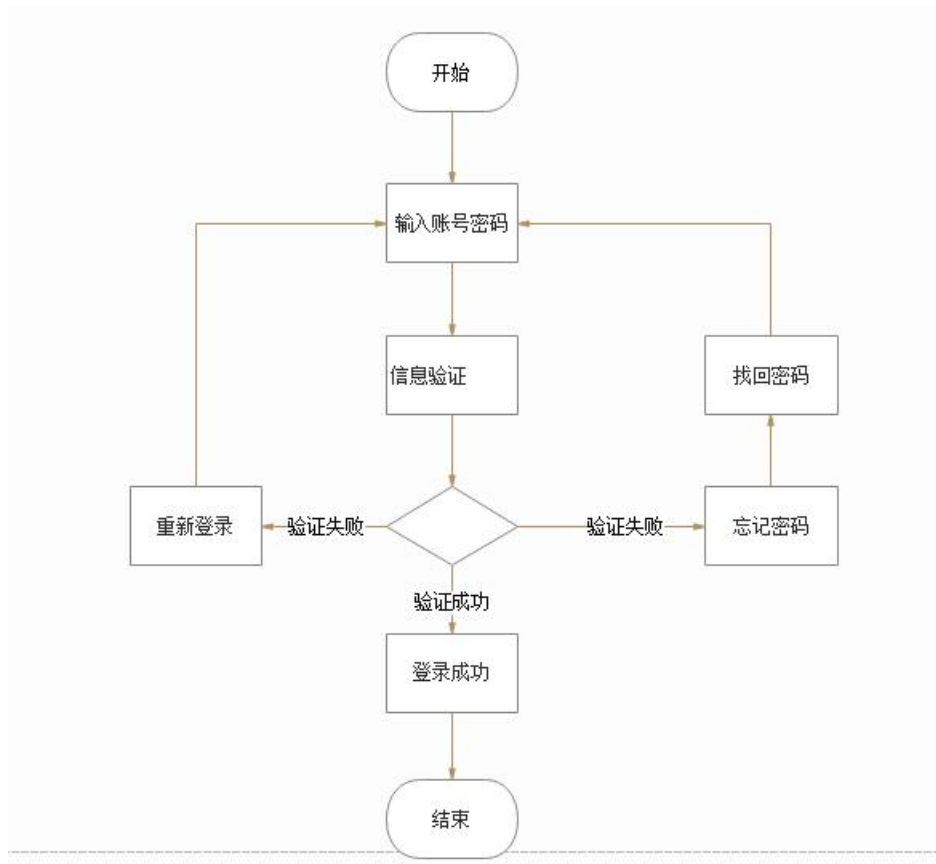 开始
输入账号密码
信息验证
找回密码
重新登录
验证失败
验证失败
忘记密码
验证成功
登录成功
结束